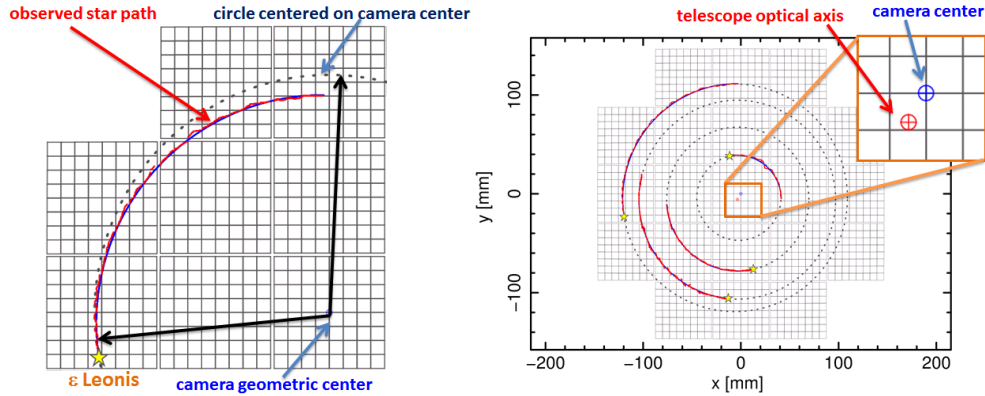 observed star path
circle centered on camera center
ε Leonis
camera geometric center
telescope optical axis
camera center
y [mm]
100
0
−100
−200
−100
0
100
200
x [mm]